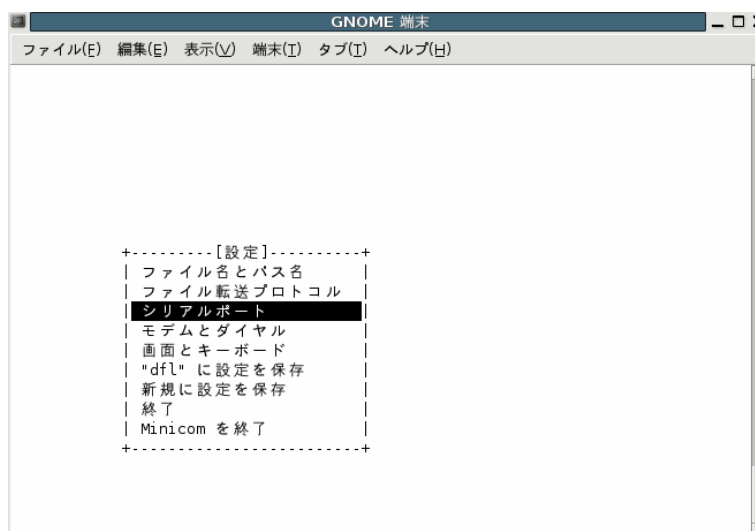 GNOME 端末
ファイル(F) 編集(E) 表示(V) 端末(T) タブ(T) ヘルプ(H)
+---------[設定]----------+
| ファイル名とパス名 |
| ファイル転送プロトコル |
| シリアルポート |
| モデムとダイヤル |
| 画面とキーボード |
| "dfl" に設定を保存 |
| 新規に設定を保存 |
| 終了 |
| Minicom を終了 |
+-------------------------+